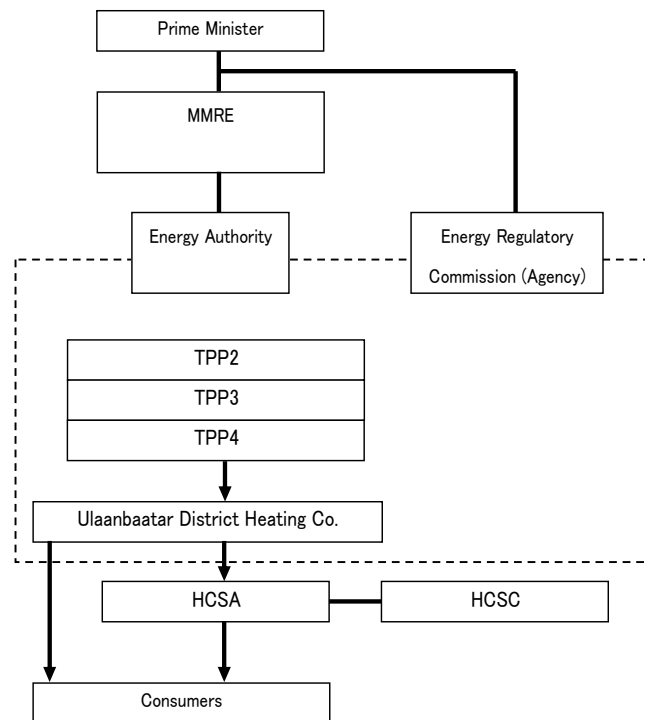 Prime Minister
MMRE
Energy Authority
Energy Regulatory
Commission (Agency)
TPP2
TPP3
TPP4
Ulaanbaatar District Heating Co.
HCSA
HCSC
Consumers